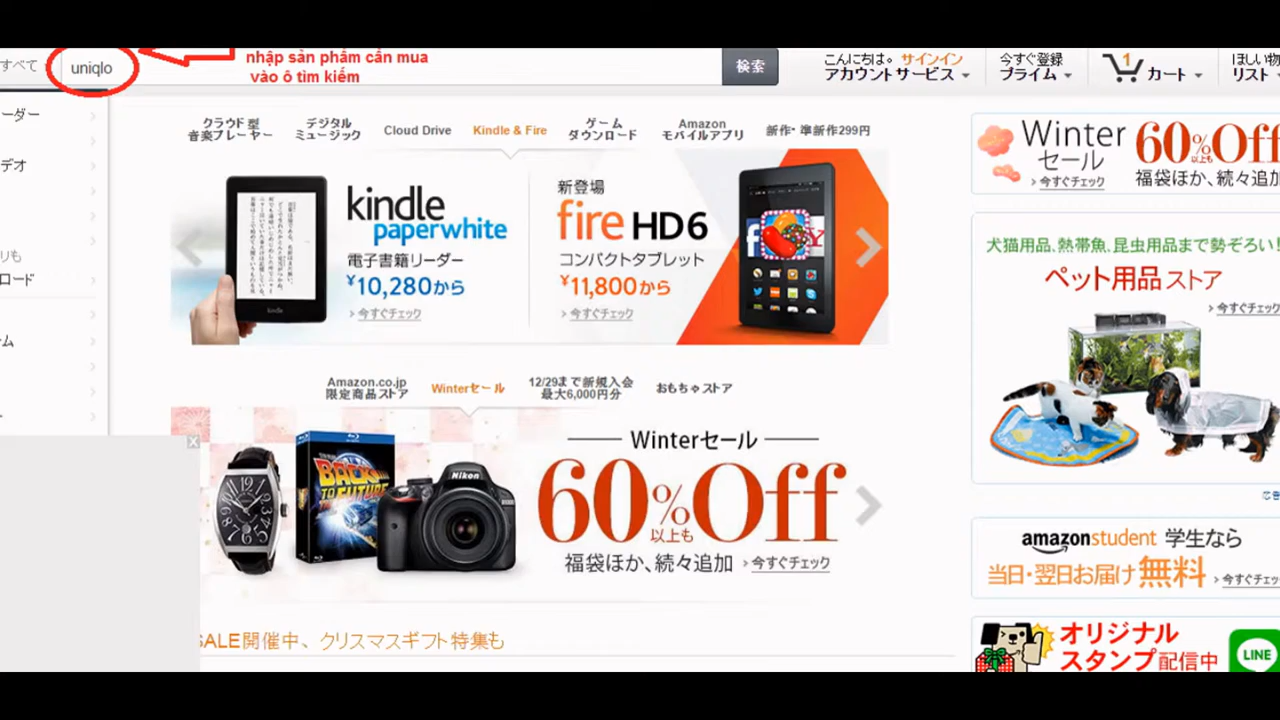 すべて
uniqlo
nhập sản phẩm cần mua
vào ô tìm kiếm
検索
こんにちは。サインイン
アカウントサービス
今すぐ登録
プライム
1
カート
ほしい物
リスト
ーダー
デオ
リも
ロード
クラウド型
音楽プレーヤー
デジタル
ミュージック
Cloud Drive
Kindle & Fire
ゲーム
ダウンロード
Amazon
モバイルアプリ
新作・準新作299円
kindle
paperwhite
電子書籍リーダー
¥10,280から
今すぐチェック
kindle
新登場
fire HD6
コンパクトタブレット
¥11,800から
今すぐチェック
Amazon.co.jp
限定商品ストア
Winterセール
12/29まで新規入会
最大6,000円分
おもちゃストア
BACK
TO THE
FUTURE
Nikon
Winterセール
60%Off
以上も
福袋ほか、続々追加
今すぐチェック
SALE開催中、クリスマスギフト特集も
Winter
セール
今すぐチェック
60%Off
以上も
福袋ほか、続々追加
犬猫用品、熱帯魚、昆虫用品まで勢ぞろい!
ペット用品ストア
今すぐチェック
広告
amazonstudent 学生なら
当日・翌日お届け無料
今すぐチェッ
オリジナル
スタンプ配信中
LINE